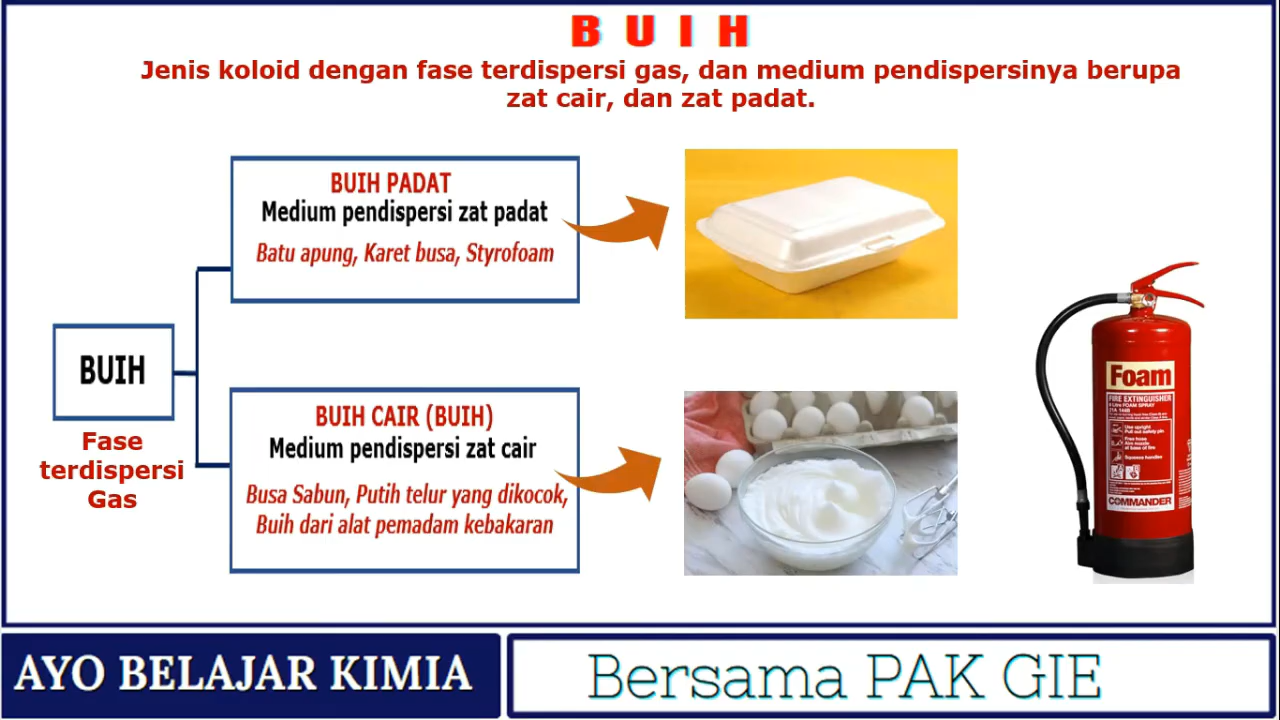 BUIH
Jenis koloid dengan fase terdispersi gas, dan medium pendispersinya berupa
zat cair, dan zat padat.
BUIH PADAT
Medium pendispersi zat padat
Batu apung, Karet busa, Styrofoam
BUIH
Fase
terdispersi
Gas
BUIH CAIR (BUIH)
Medium pendispersi zat cair
Busa Sabun, Putih telur yang dikocok,
Buih dari alat pemadam kebakaran
Foam
FIRE EXTINGUISHER
COMMANDER
AYO BELAJAR KIMIA
Bersama PAK GIE